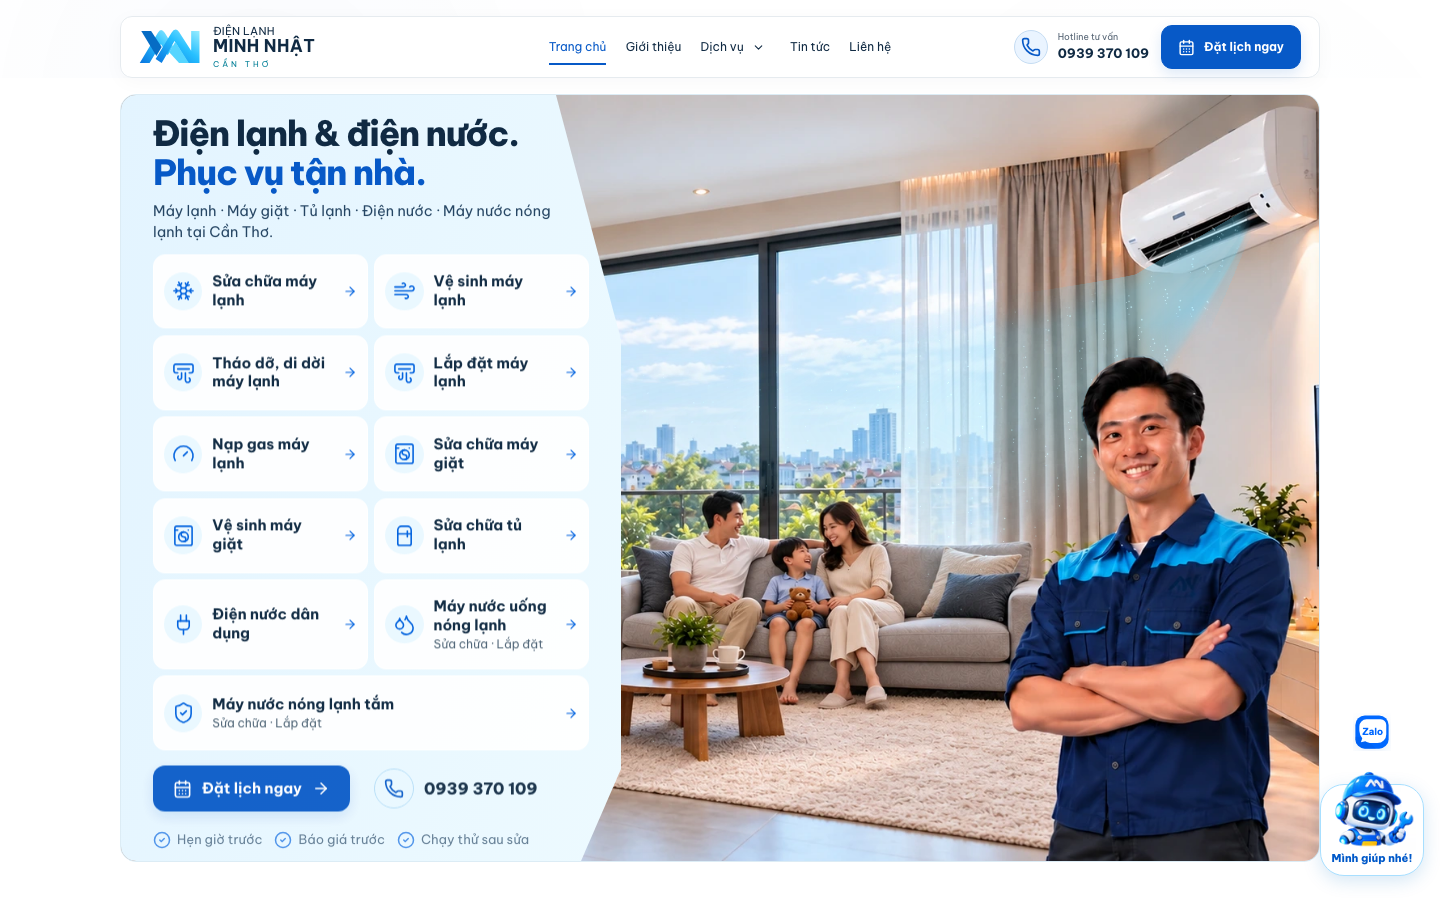 ĐIỆN LẠNH
MINH NHẬT
CẦN THƠ
Trang chủ
Giới thiệu
Dịch vụ
Tin tức
Liên hệ
Hotline tư vấn
0939 370 109
Đặt lịch ngay
Điện lạnh & điện nước.
Phục vụ tận nhà.
Máy lạnh · Máy giặt · Tủ lạnh · Điện nước · Máy nước nóng
lạnh tại Cần Thơ.
Sửa chữa máy
lạnh
Vệ sinh máy
lạnh
Tháo dỡ, di dời
máy lạnh
Lắp đặt máy
lạnh
Nạp gas máy
lạnh
Sửa chữa máy
giặt
Vệ sinh máy
giặt
Sửa chữa tủ
lạnh
Điện nước dân
dụng
Máy nước uống
nóng lạnh
Sửa chữa · Lắp đặt
Máy nước nóng lạnh tắm
Sửa chữa · Lắp đặt
Đặt lịch ngay
0939 370 109
Hẹn giờ trước
Báo giá trước
Chạy thử sau sửa
Zalo
Mình giúp nhé!